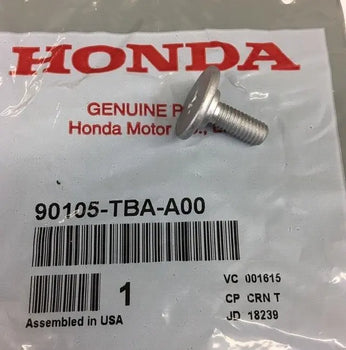 HONDA
GENUINE P
Honda Motor
90105-TBA-A00
1
VC 001615
CP CRN T
Assembled in USA
JD 18239